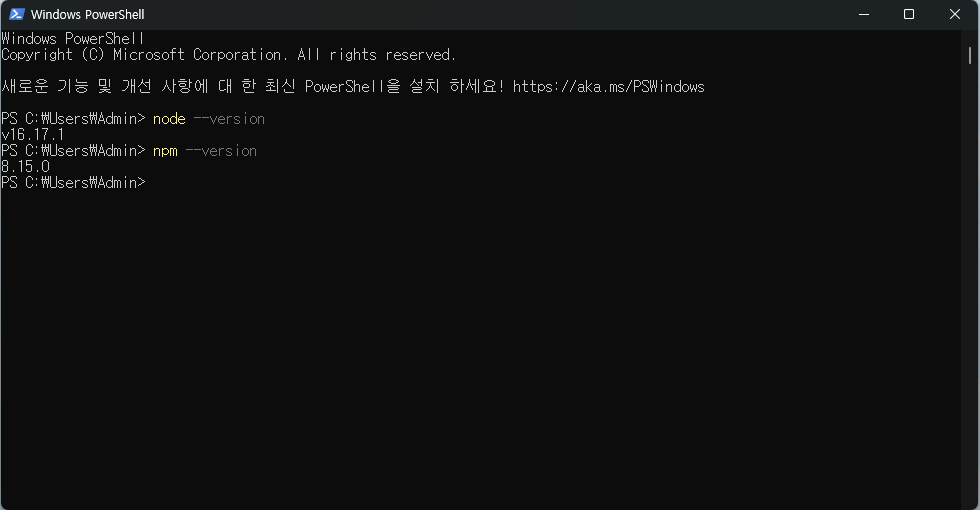 Windows PowerShell
Windows PowerShell
Copyright (C) Microsoft Corporation. All rights reserved.
새로운 기능 및 개선 사항에 대 한 최신 PowerShell을 설치 하세요! https://aka.ms/PSWindows
PS C:₩Users₩Admin> node --version
v16.17.1
PS C:₩Users₩Admin> npm --version
8.15.0
PS C:₩Users₩Admin>